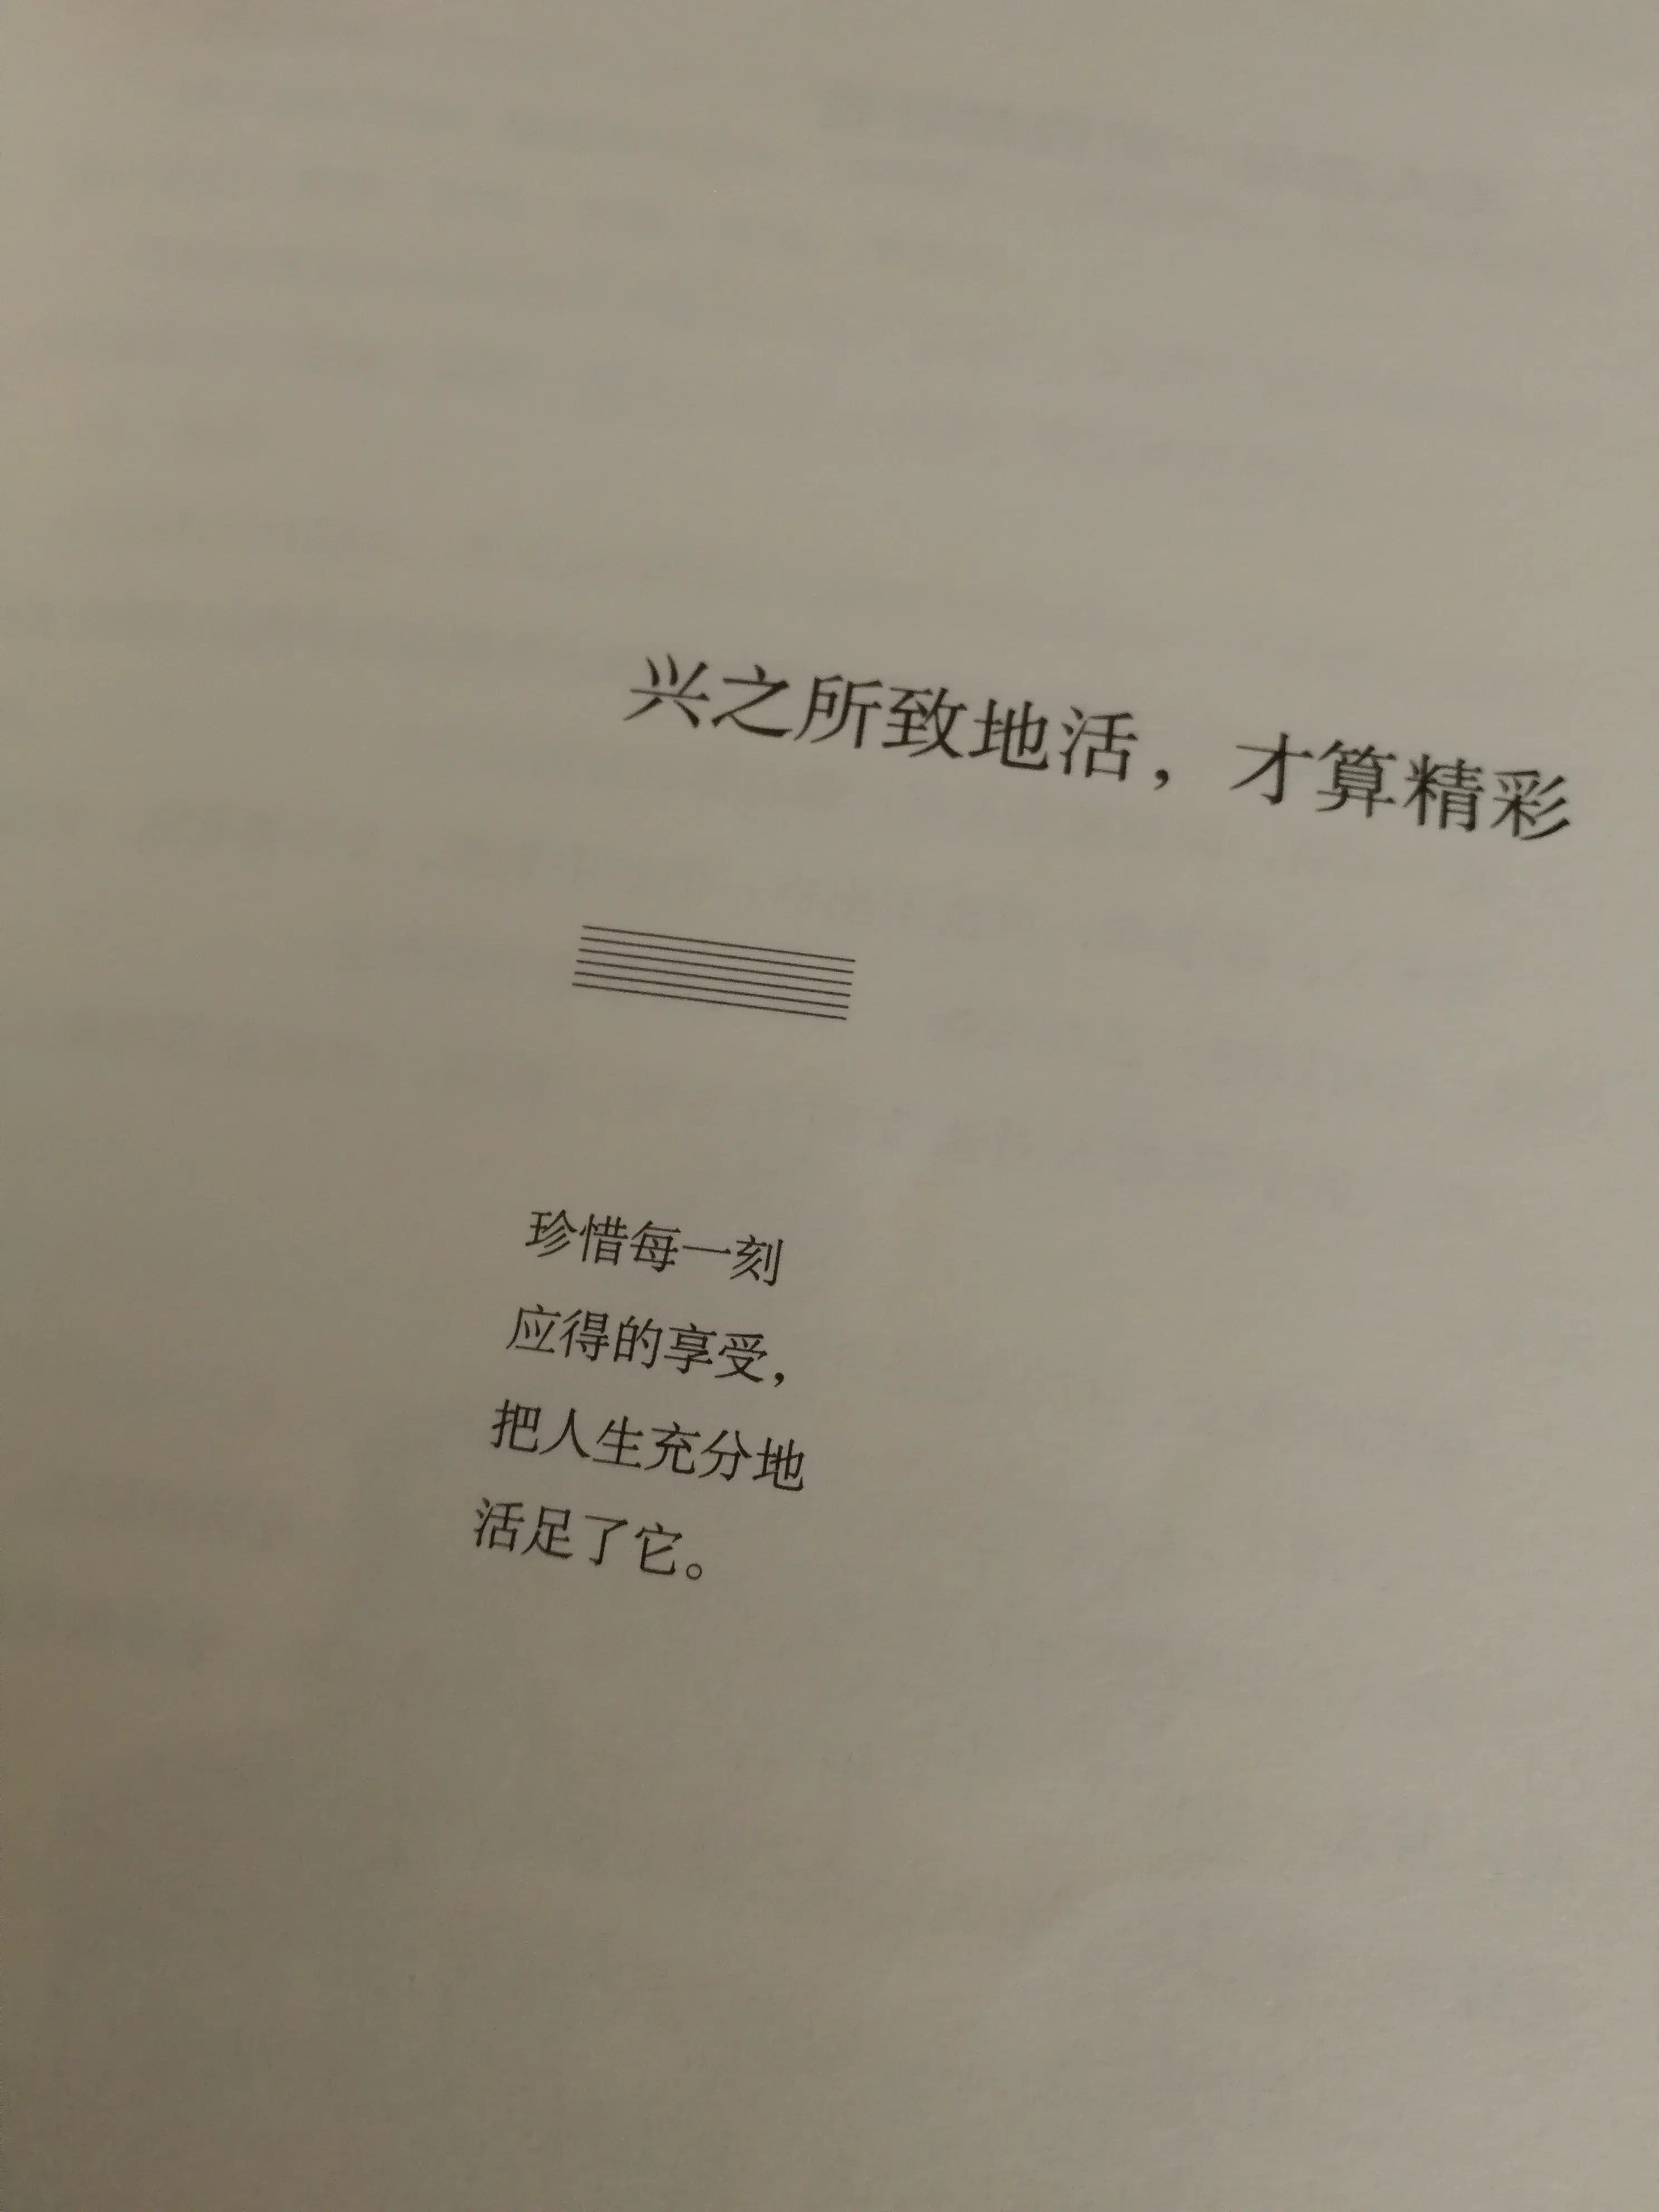 兴之所致地活，才算精彩
珍惜每一刻
应得的享受，
把人生充分地
活足了它。